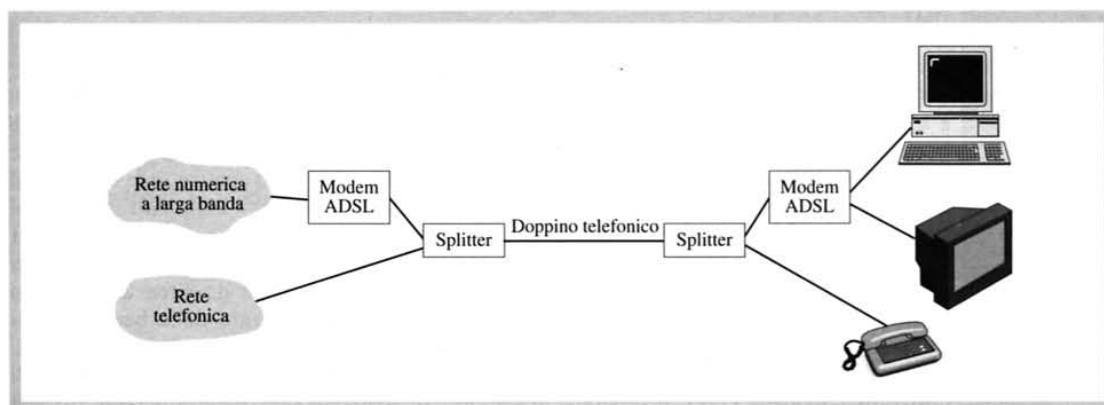 Rete numerica
a larga banda
Modem
ADSL
Splitter
Doppino telefonico
Splitter
Modem
ADSL
Rete
telefonica